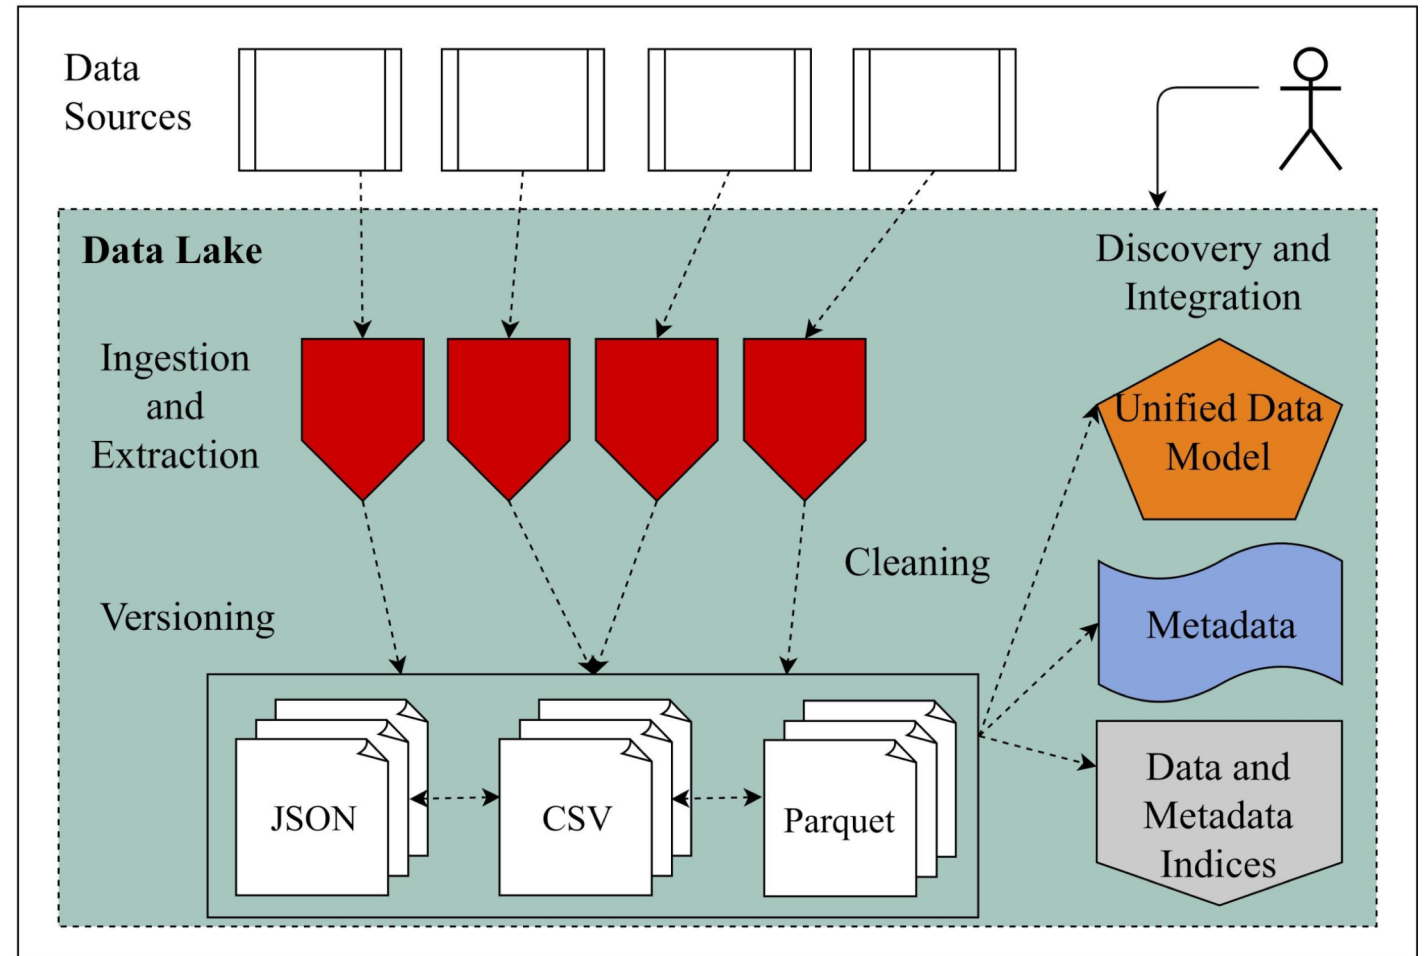 Data
Sources
Data Lake
Discovery and
Integration
Ingestion
and
Extraction
Unified Data
Model
Cleaning
Versioning
Metadata
JSON
CSV
Parquet
Data and
Metadata
Indices